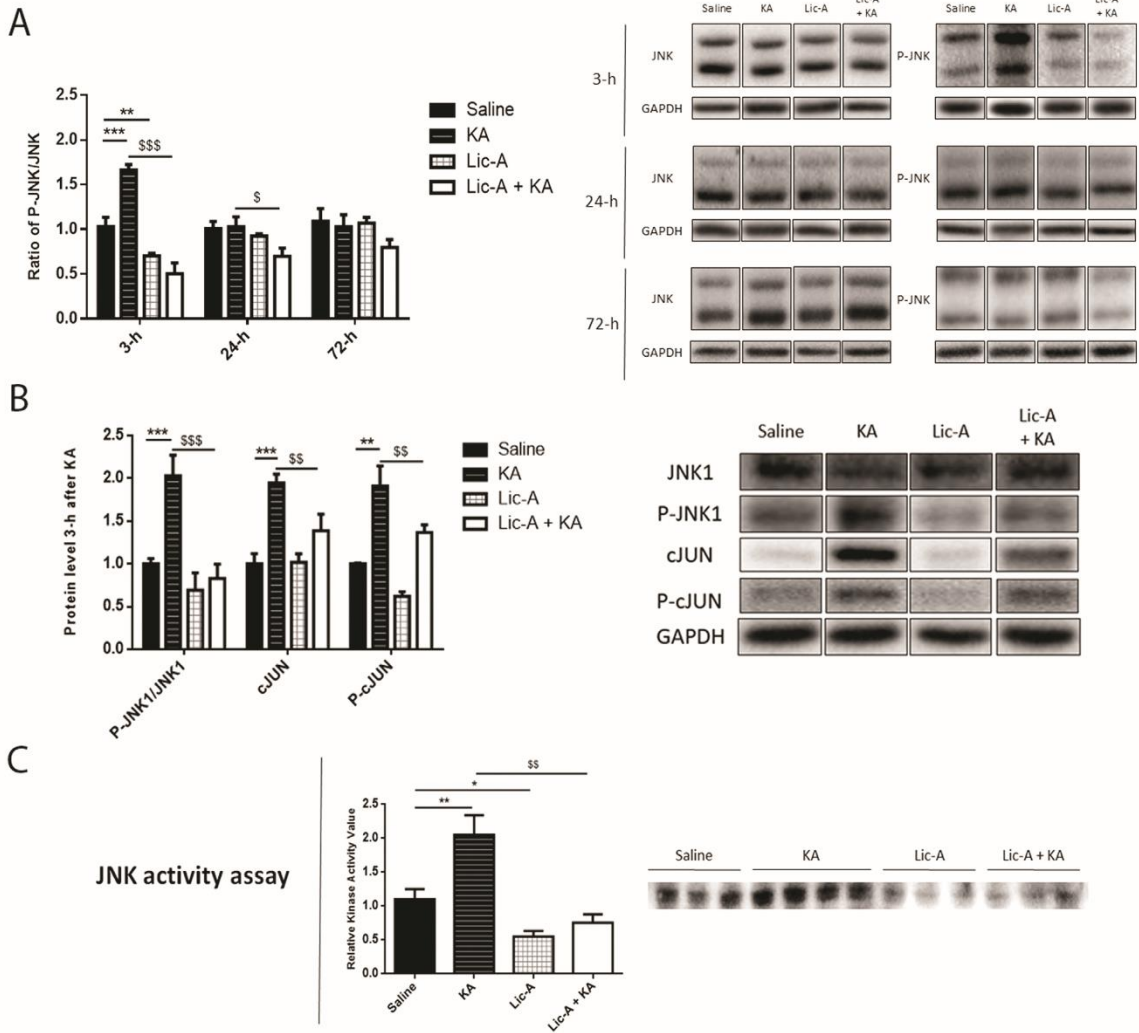 A
Ratio of P-JNK/JNK
2.5
2.0
1.5
1.0
0.5
0.0
**
***
$$$
$
3-h
24-h
72-h
Saline
KA
Lic-A
Lic-A + KA
Saline KA Lic-A Lic-A + KA
Saline KA Lic-A + KA
3-h
JNK
P-JNK
GAPDH
24-h
JNK
P-JNK
GAPDH
72-h
JNK
P-JNK
GAPDH
B
Protein level 3-h after KA
2.5
2.0
1.5
1.0
0.5
0.0
***
$$$
***
$$
**
$$
P-JNK1/JNK1
cJUN
P-cJUN
Saline
KA
Lic-A
Lic-A + KA
Saline KA Lic-A Lic-A + KA
JNK1
P-JNK1
cJUN
P-cJUN
GAPDH
C
JNK activity assay
Relative Kinase Activity Value
2.5
2.0
1.5
1.0
0.5
0.0
$$
*
**
Saline
KA
Lic-A
Lic-A + KA
Saline KA Lic-A Lic-A + KA